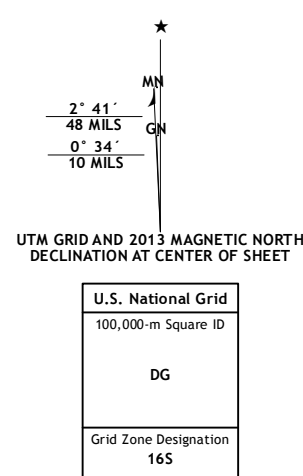 MN
2° 41´
48 MILS
GN
0° 34´
10 MILS
UTM GRID AND 2013 MAGNETIC NORTH
DECLINATION AT CENTER OF SHEET
U.S. National Grid
100,000-m Square ID
DG
Grid Zone Designation
16S